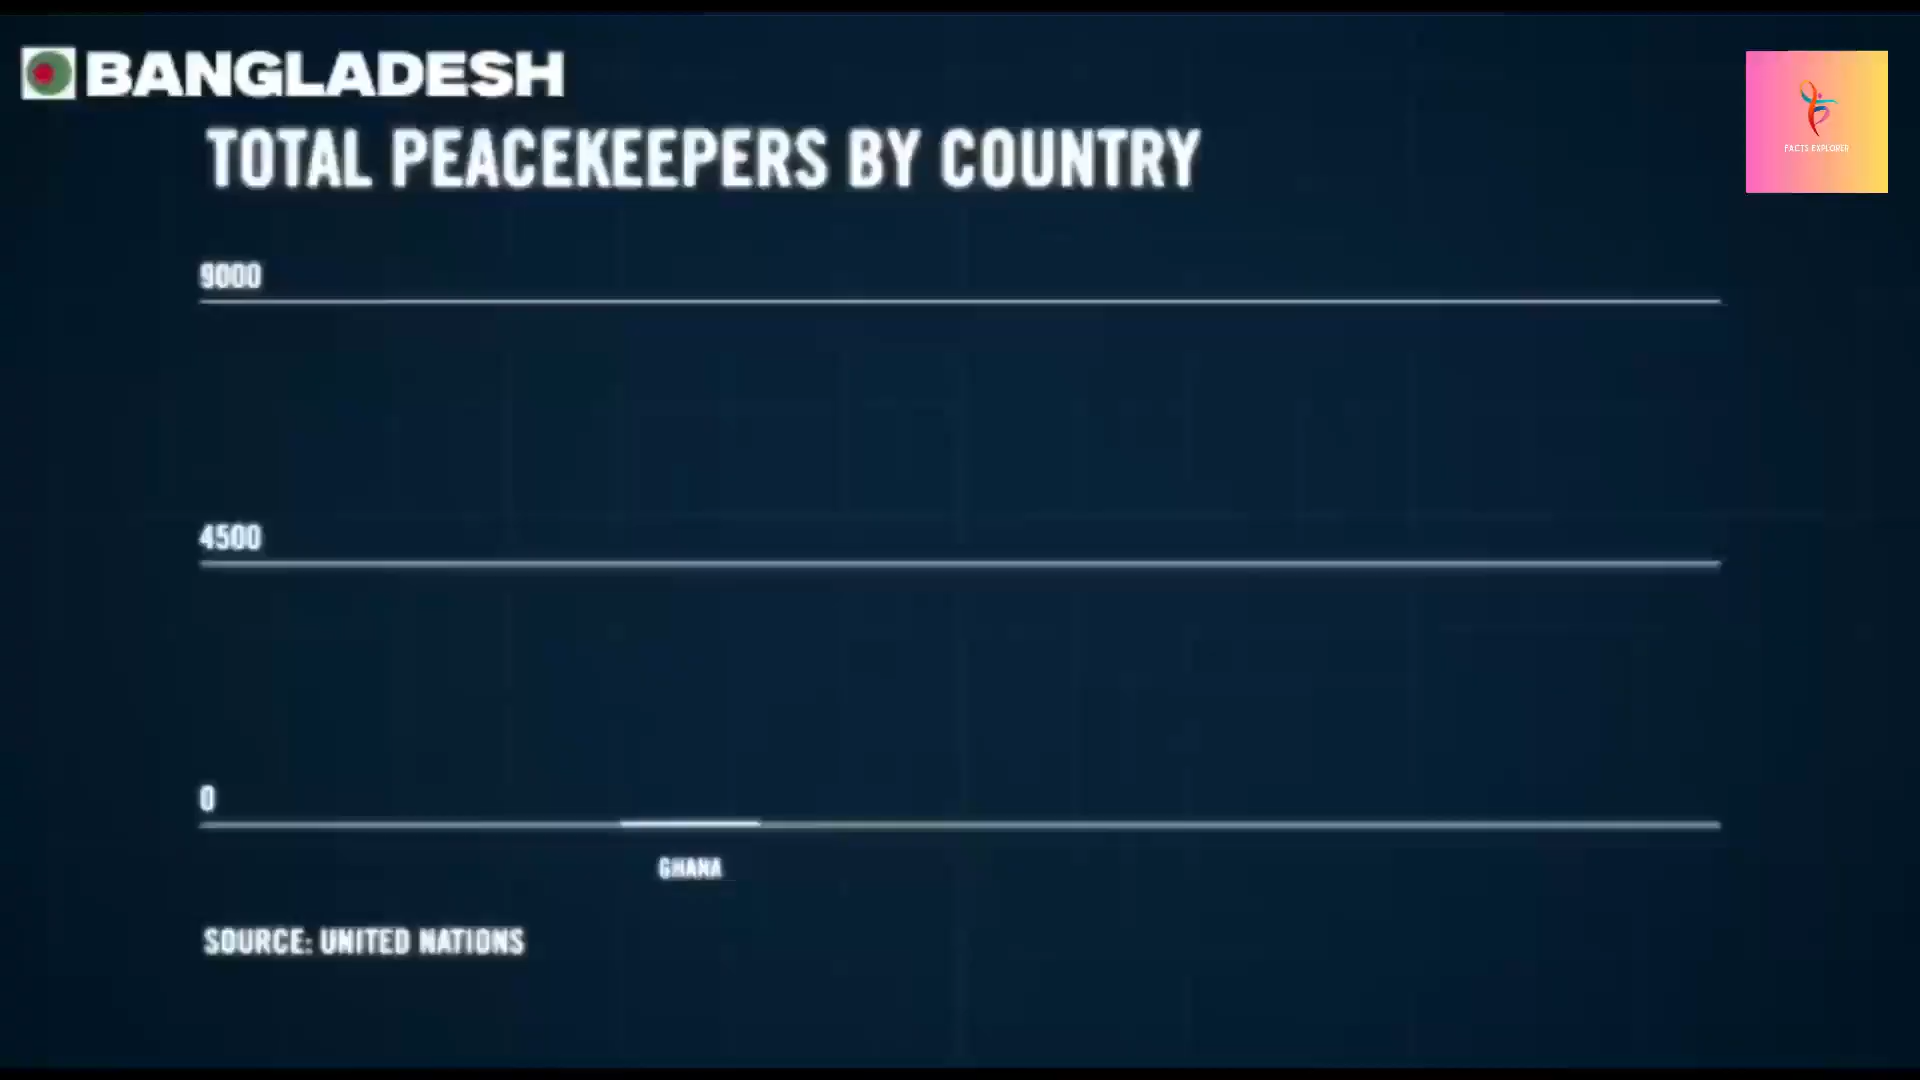 BANGLADESH
TOTAL PEACEKEEPERS BY COUNTRY
FACTS EXPLORER
9000
4500
0
GHANA
SOURCE: UNITED NATIONS